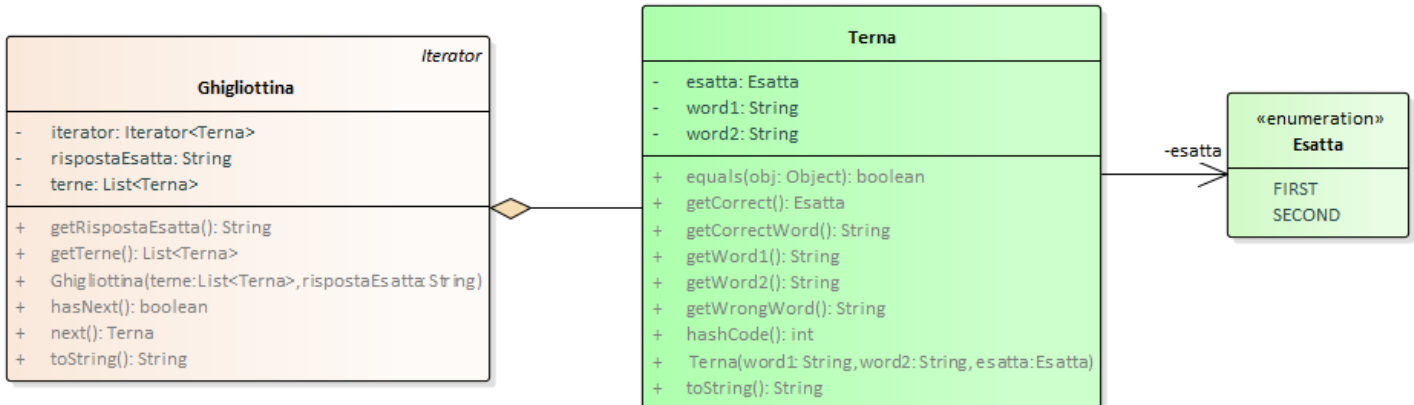 Iterator
Ghigliottina
- iterator: Iterator<Terna>
- rispostaEsatta: String
- terne: List<Terna>
+ getRispostaEsatta(): String
+ getTerne(): List<Terna>
+ Ghigliottina(terne:List<Terna>,rispostaEsatta:String)
+ hasNext(): boolean
+ next(): Terna
+ toString(): String
Terna
- esatta: Esatta
- word1: String
- word2: String
+ equals(obj: Object): boolean
+ getCorrect(): Esatta
+ getCorrectWord(): String
+ getWord1(): String
+ getWord2(): String
+ getWrongWord(): String
+ hashCode(): int
+ Terna(word1: String,word2: String,esatta:Esatta)
+ toString(): String
-esatta
«enumeration»
Esatta
FIRST
SECOND